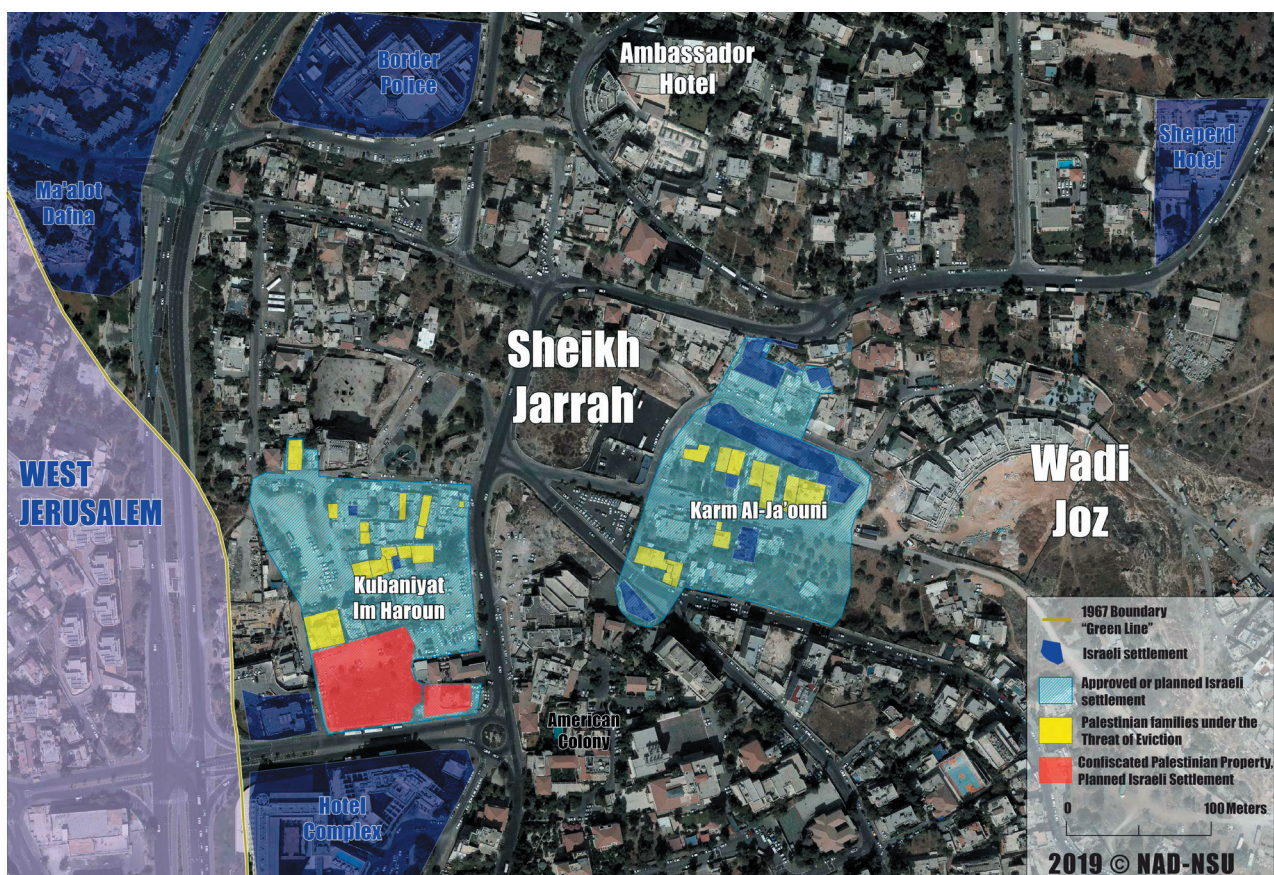 Border
Police
Ambassador
Hotel
Sheperd
Hotel
Ma'alot
Dafna
Sheikh
Jarrah
WEST
JERUSALEM
Wadi
Joz
Karm Al-Ja'ouni
Kubaniyat
Im Haroun
American
Colony
Hotel
Complex
1967 Boundary
"Green Line"
Israeli settlement
Approved or planned Israeli
settlement
Palestinian families under the
Threat of Eviction
Confiscated Palestinian Property,
Planned Israeli Settlement
0 100 Meters
2019 © NAD-NSU